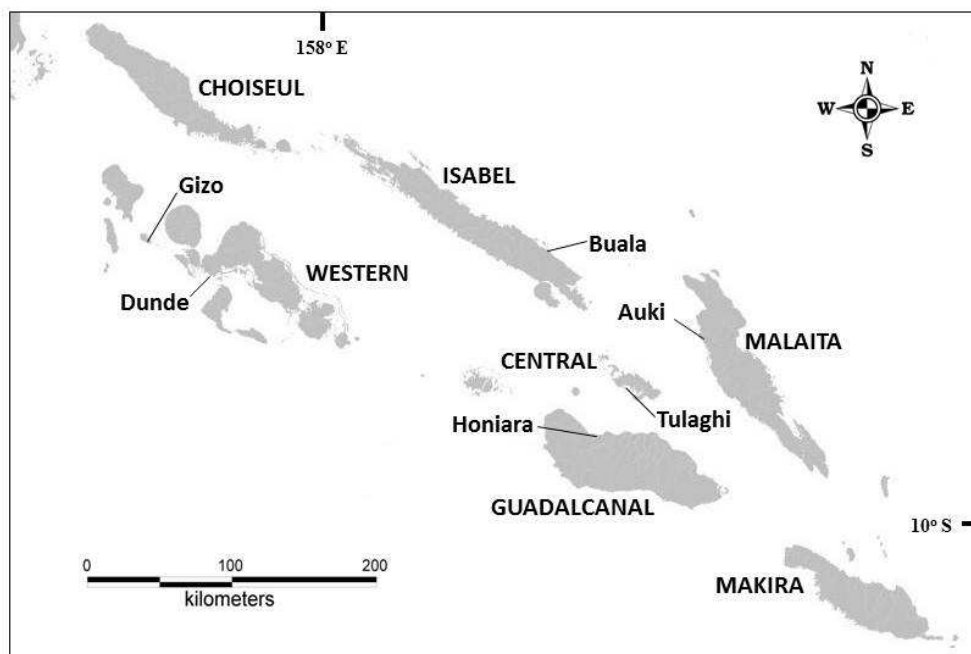 158° E
CHOISEUL
N
W E
S
ISABEL
Gizo
Buala
WESTERN
Dunde
Auki
MALAITA
CENTRAL
Honiara
Tulaghi
GUADALCANAL
10° S
0 100 200
kilometers
MAKIRA